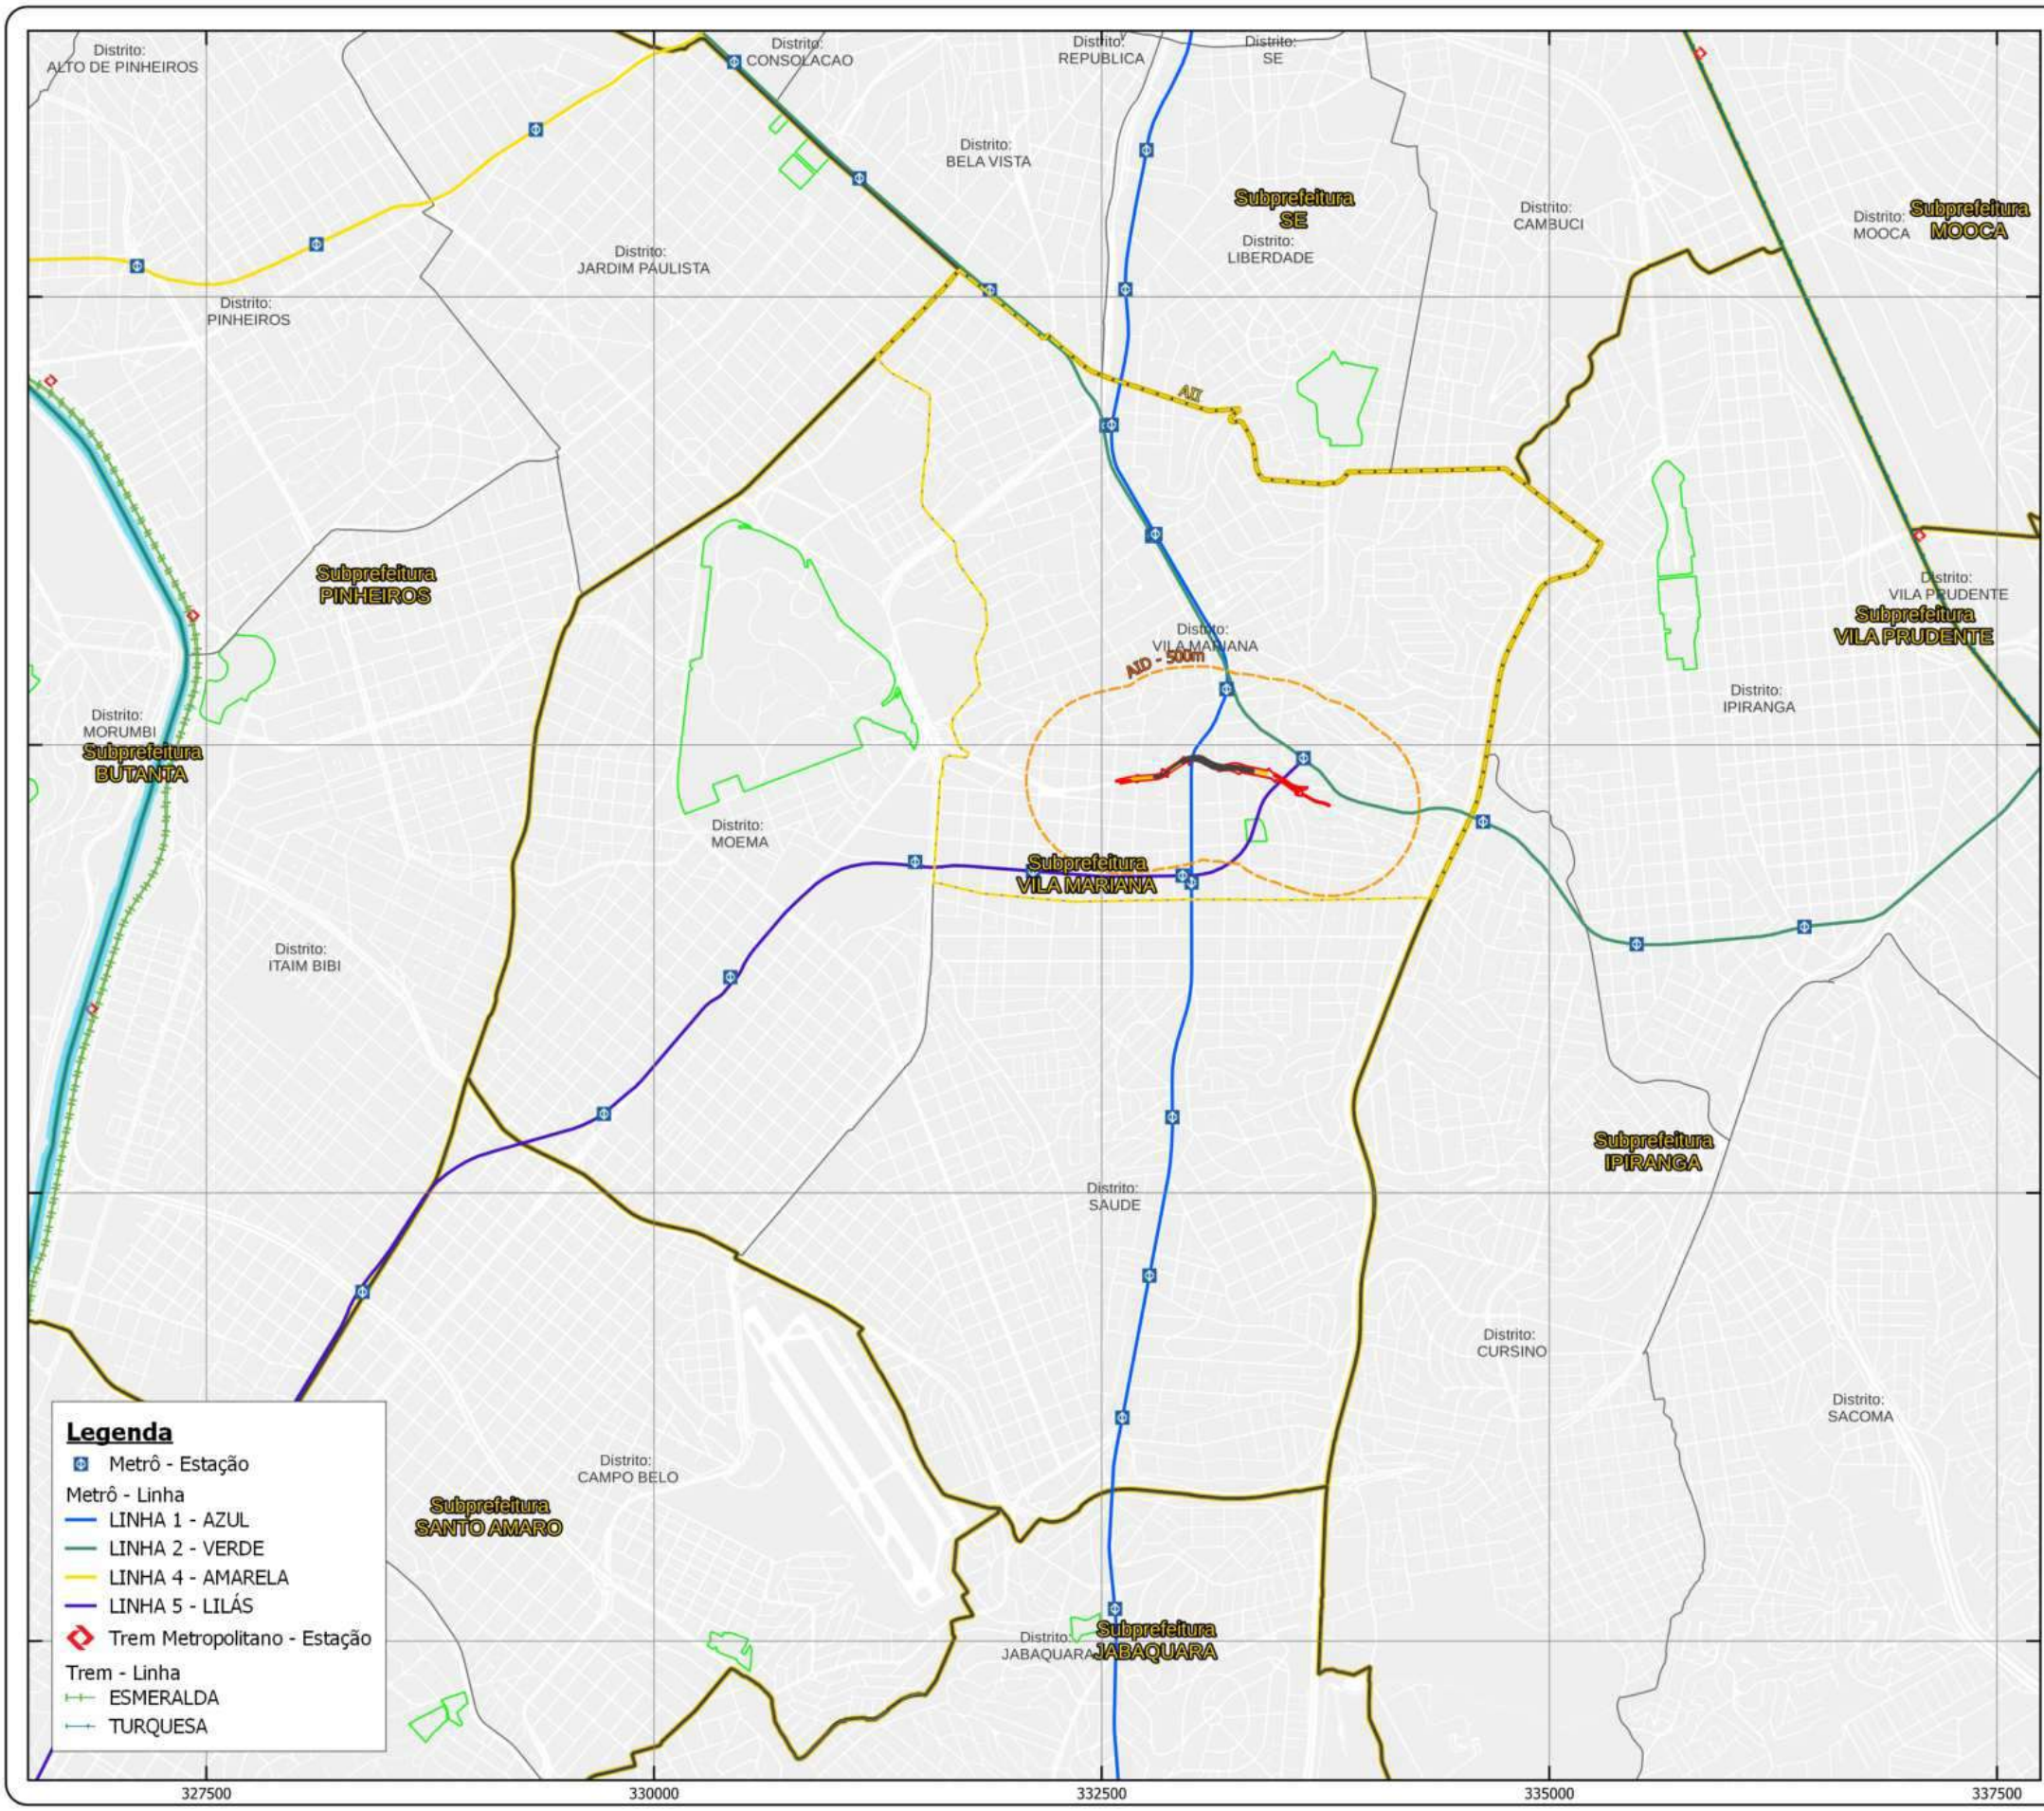 Distrito:
ALTO DE PINHEIROS
Distrito:
CONSOLACAO
Distrito:
REPUBLICA
Distrito:
SE
Distrito:
BELA VISTA
Subprefeitura
SE
Distrito:
LIBERDADE
Distrito:
CAMBUCI
Distrito:
MOOCA
Subprefeitura
MOOCA
Distrito:
JARDIM PAULISTA
Distrito:
PINHEIROS
AII
Subprefeitura
PINHEIROS
Distrito:
VILA PRUDENTE
Subprefeitura
VILA PRUDENTE
Distrito:
VILA MARIANA
AID - 500m
Distrito:
IPIRANGA
Distrito:
MORUMBI
Subprefeitura
BUTANTA
Distrito:
MOEMA
Subprefeitura
VILA MARIANA
Distrito:
ITAIM BIBI
Subprefeitura
IPIRANGA
Distrito:
SAUDE
Distrito:
CURSINO
Distrito:
SACOMA
Distrito:
CAMPO BELO
Subprefeitura
SANTO AMARO
Distrito:
JABAQUARA
Subprefeitura
JABAQUARA
Legenda
Metrô - Estação
Metrô - Linha
LINHA 1 - AZUL
LINHA 2 - VERDE
LINHA 4 - AMARELA
LINHA 5 - LILÁS
Trem Metropolitano - Estação
Trem - Linha
ESMERALDA
TURQUESA
327500
330000
332500
335000
337500